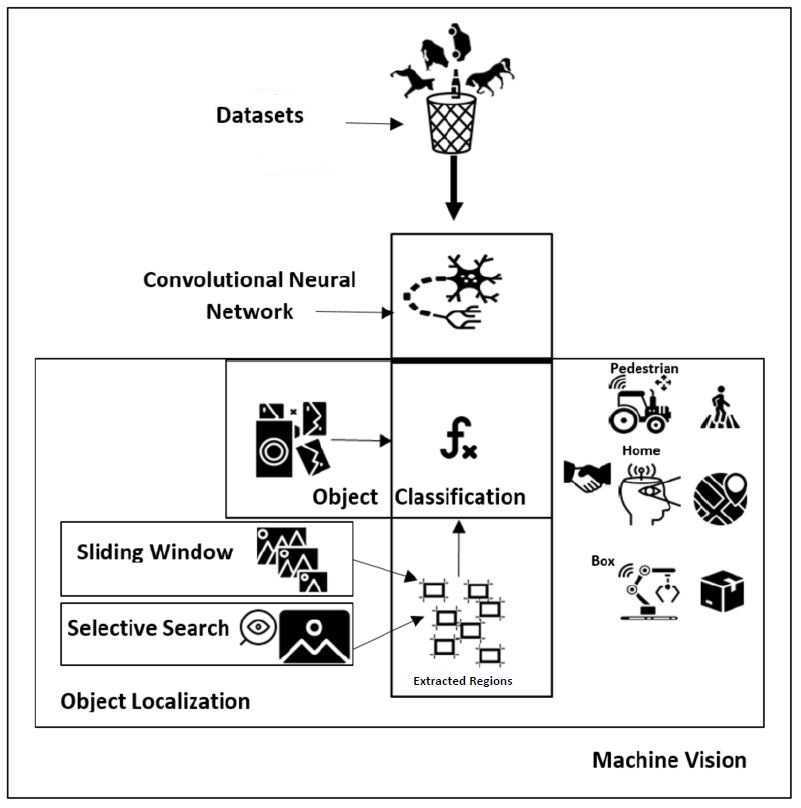 Datasets
Convolutional Neural
Network
Pedestrian
fx
Home
Object Classification
Sliding Window
Box
Selective Search
Extracted Regions
Object Localization
Machine Vision